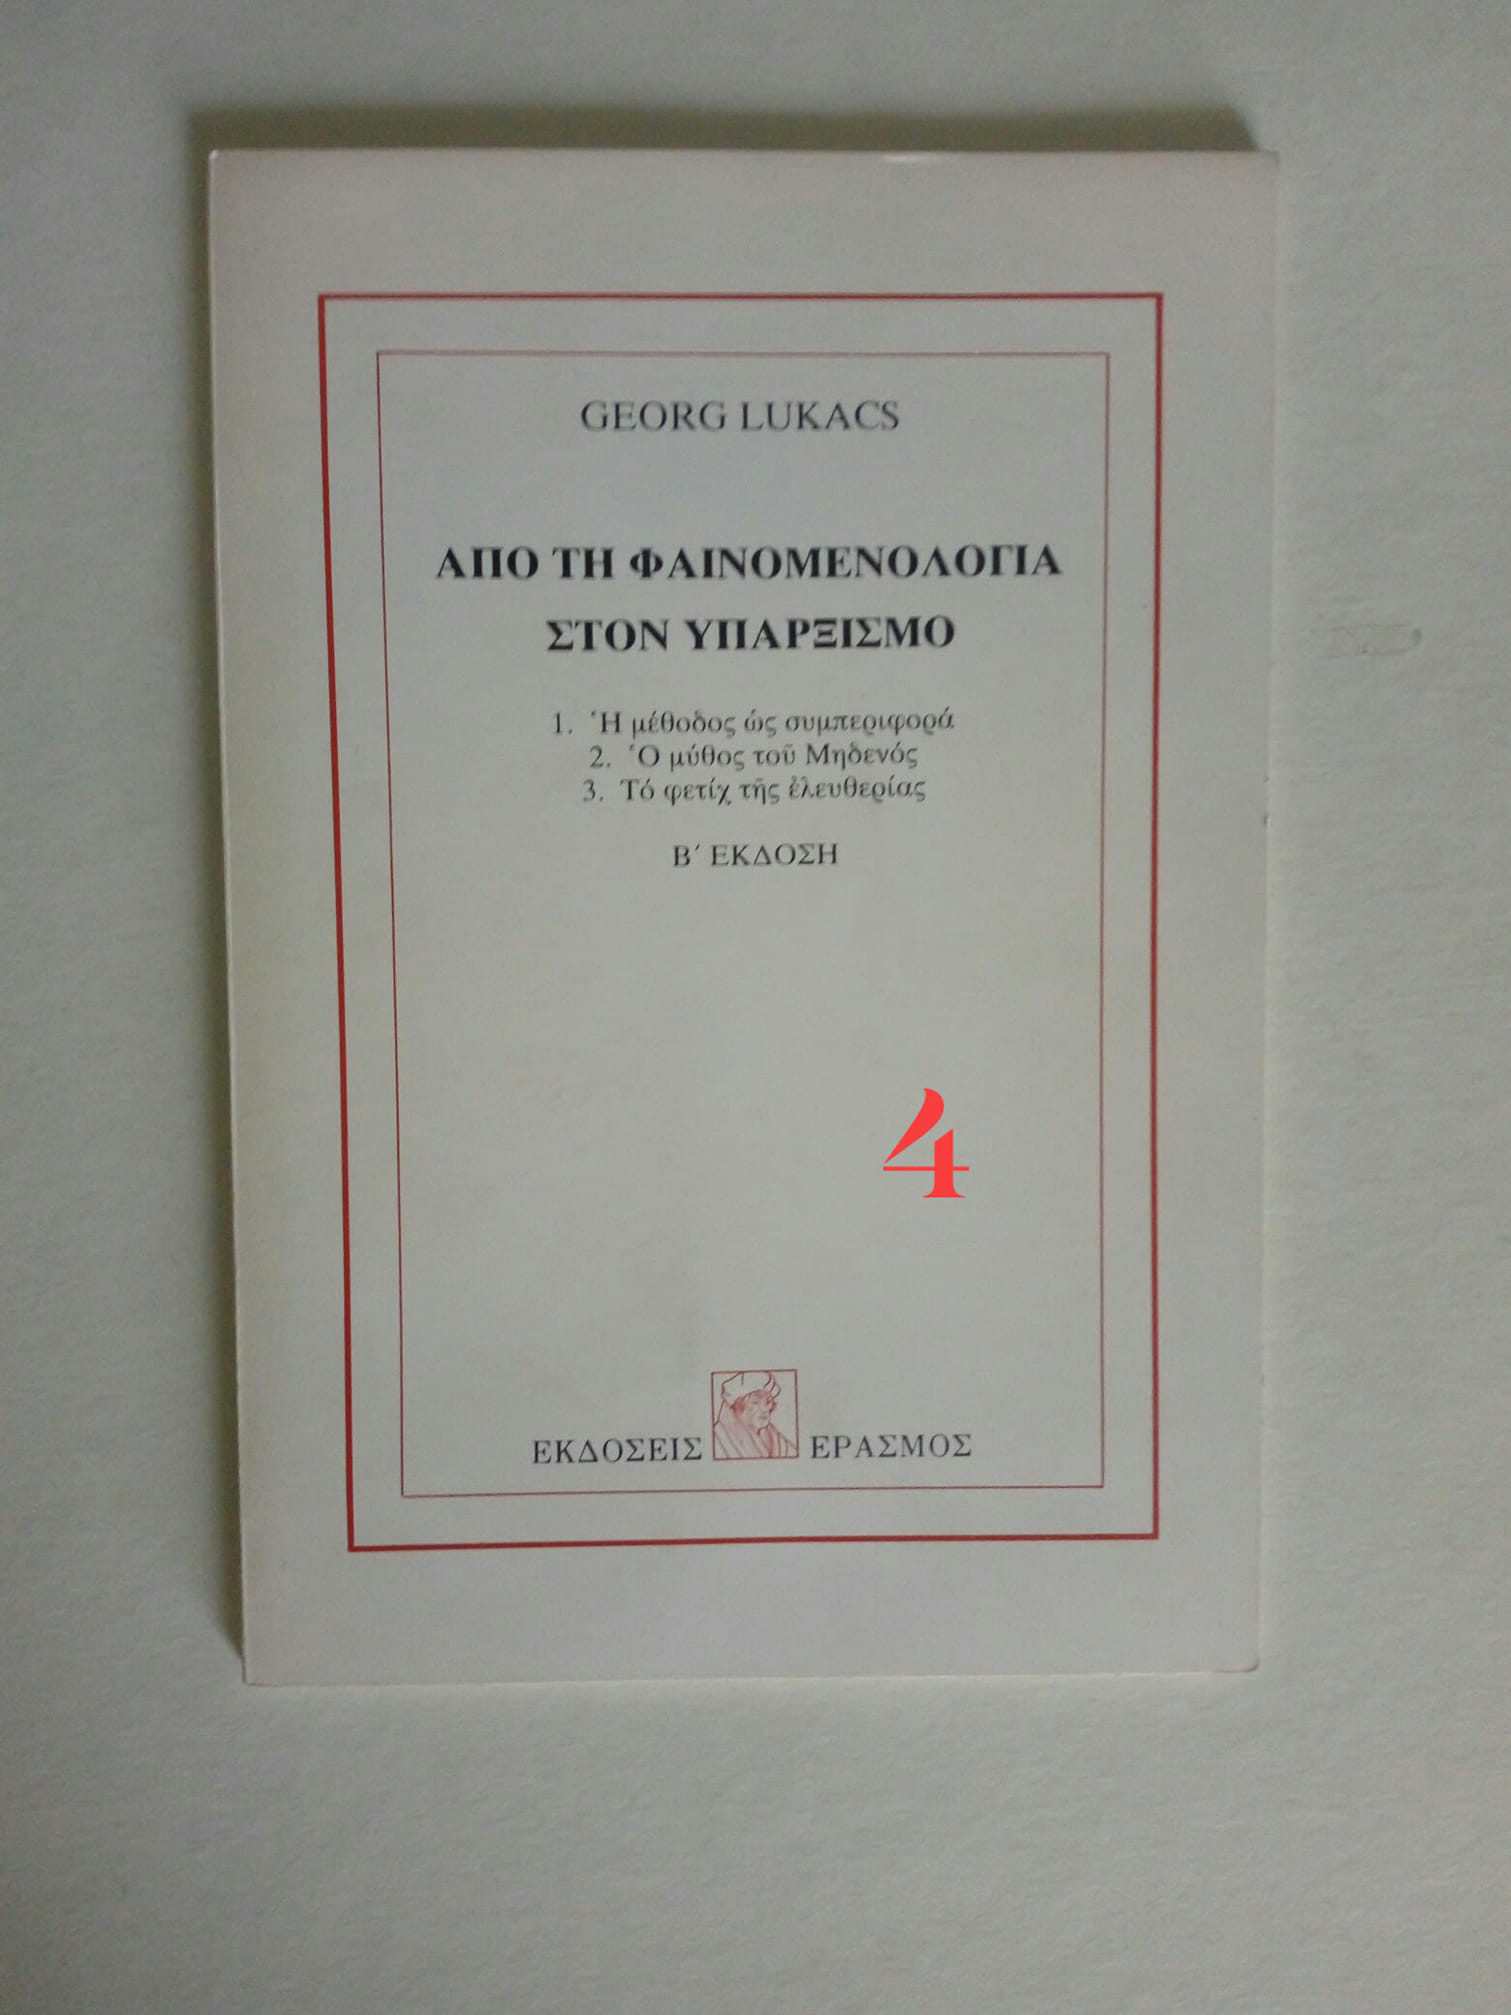 GEORG LUKACS
ΑΠΟ ΤΗ ΦΑΙΝΟΜΕΝΟΛΟΓΙΑ
ΣΤΟΝ ΥΠΑΡΞΙΣΜΟ
1. Ἡ μέθοδος ὡς συμπεριφορά
2. Ὁ μύθος τοῦ Μηδενός
3. Τό φετίχ τῆς ἐλευθερίας
Β΄ ΕΚΔΟΣΗ
4
ΕΚΔΟΣΕΙΣ ΕΡΑΣΜΟΣ